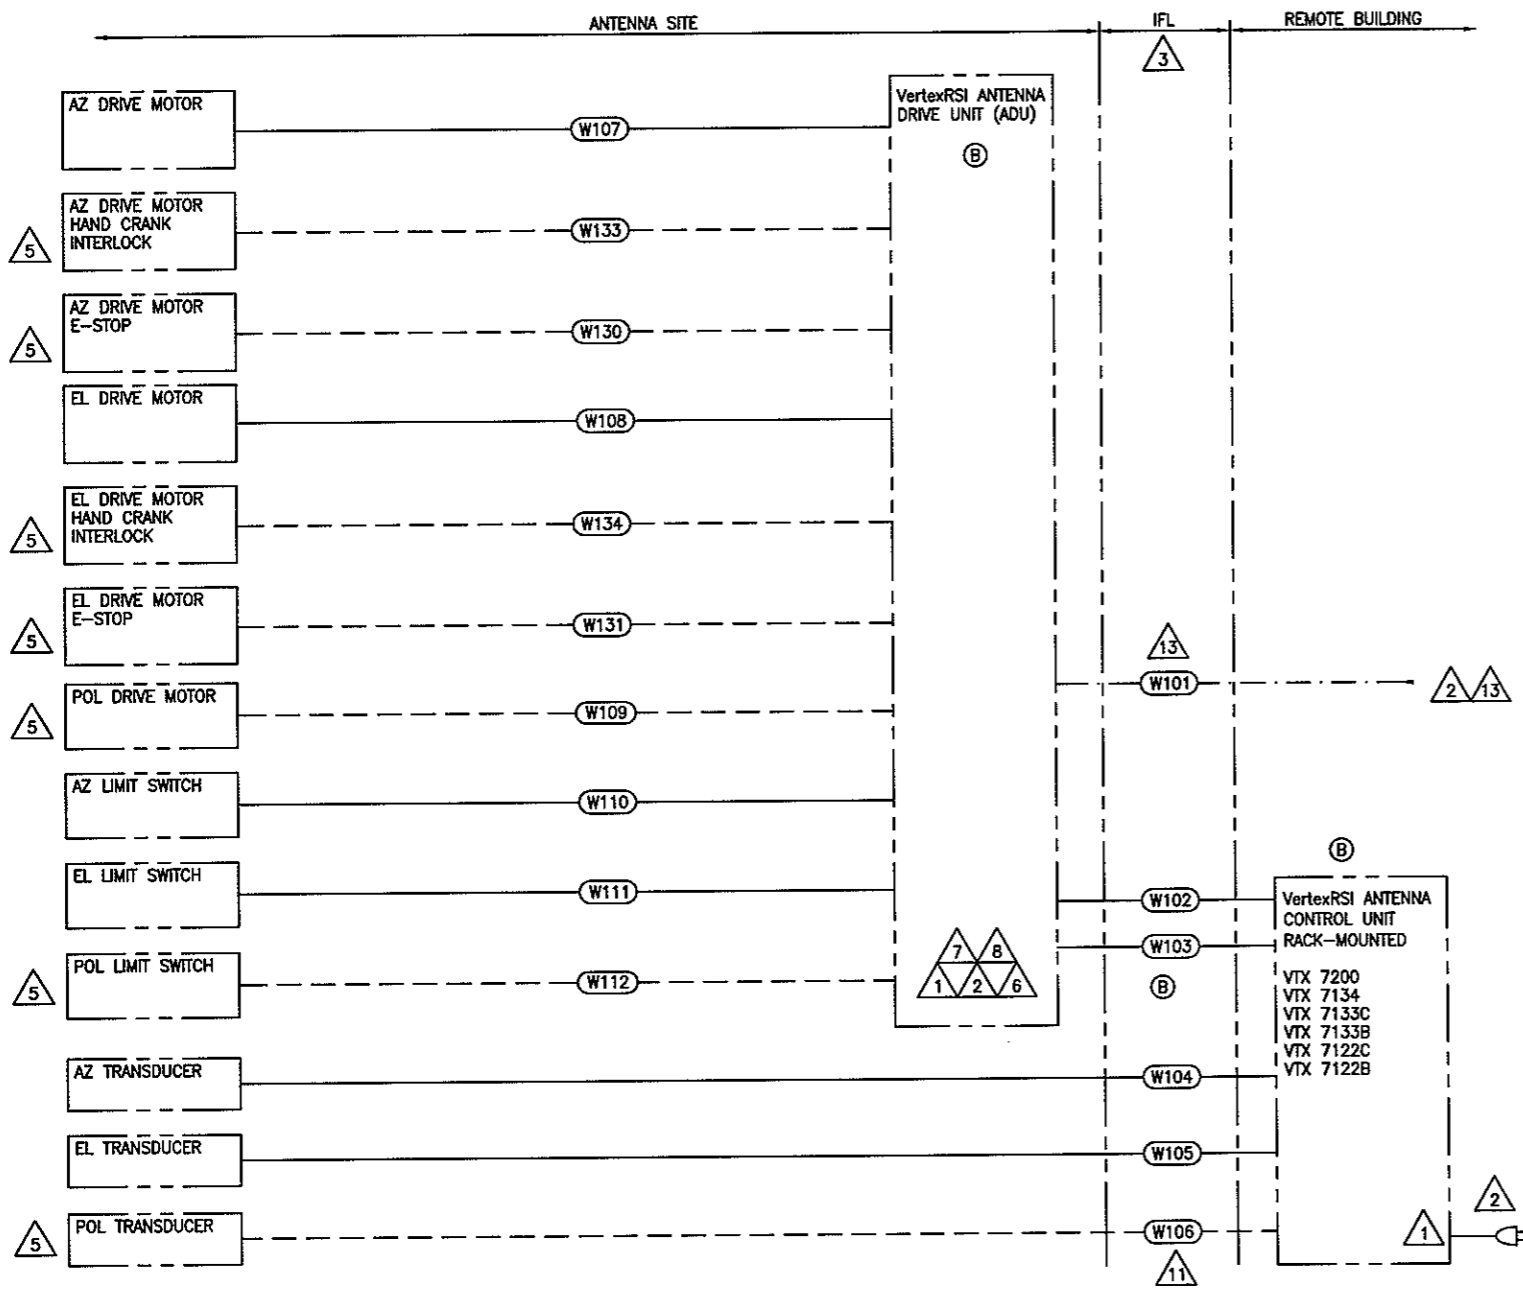 ANTENNA SITE
IFL
REMOTE BUILDING
3
AZ DRIVE MOTOR
W107
VertexRSI ANTENNA
DRIVE UNIT (ADU)
B
5
AZ DRIVE MOTOR
HAND CRANK
INTERLOCK
W133
5
AZ DRIVE MOTOR
E-STOP
W130
EL DRIVE MOTOR
W108
5
EL DRIVE MOTOR
HAND CRANK
INTERLOCK
W134
5
EL DRIVE MOTOR
E-STOP
W131
13
W101
2 13
5
POL DRIVE MOTOR
W109
AZ LIMIT SWITCH
W110
B
EL LIMIT SWITCH
W111
W102
VertexRSI ANTENNA
CONTROL UNIT
RACK-MOUNTED
VTX 7200
VTX 7134
VTX 7133C
VTX 7133B
VTX 7122C
VTX 7122B
W103
B
5
POL LIMIT SWITCH
W112
7 8
1 2 6
AZ TRANSDUCER
W104
EL TRANSDUCER
W105
5
POL TRANSDUCER
W106
11
1
2